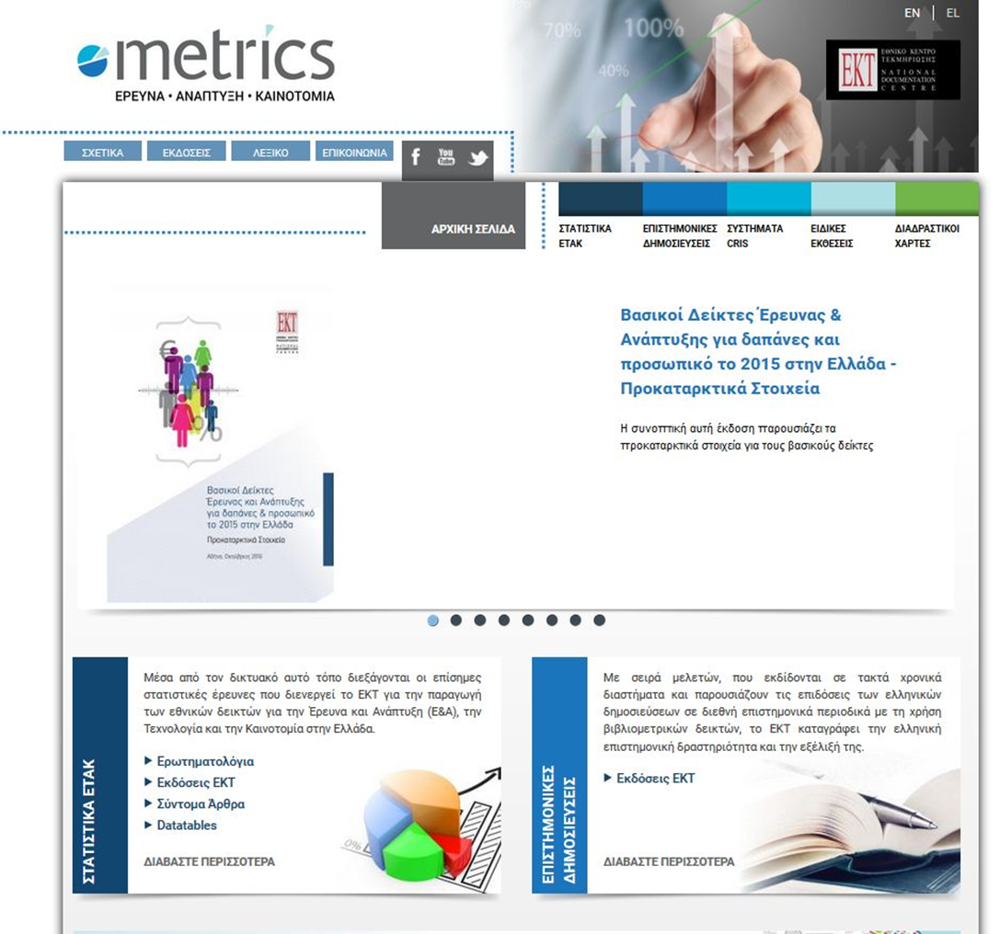 EN | EL
metrics
ΕΡΕΥΝΑ • ΑΝΑΠΤΥΞΗ • ΚΑΙΝΟΤΟΜΙΑ
70%
100%
40%
ΕΚΤ
ΕΘΝΙΚΟ ΚΕΝΤΡΟ
ΤΕΚΜΗΡΙΩΣΗΣ
NATIONAL
DOCUMENTATION
CENTRE
ΣΧΕΤΙΚΑ
ΕΚΔΟΣΕΙΣ
ΛΕΞΙΚΟ
ΕΠΙΚΟΙΝΩΝΙΑ
f
You Tube
ΑΡΧΙΚΗ ΣΕΛΙΔΑ
ΣΤΑΤΙΣΤΙΚΑ
ΕΤΑΚ
ΕΠΙΣΤΗΜΟΝΙΚΕΣ
ΔΗΜΟΣΙΕΥΣΕΙΣ
ΣΥΣΤΗΜΑΤΑ
CRIS
ΕΙΔΙΚΕΣ
ΕΚΘΕΣΕΙΣ
ΔΙΑΔΡΑΣΤΙΚΟΙ
ΧΑΡΤΕΣ
ΕΚΤ
€
%
Βασικοί Δείκτες
Έρευνας και Ανάπτυξης
για δαπάνες & προσωπικό
το 2015 στην Ελλάδα
Προκαταρκτικά Στοιχεία
Βασικοί Δείκτες Έρευνας &
Ανάπτυξης για δαπάνες και
προσωπικό το 2015 στην Ελλάδα -
Προκαταρκτικά Στοιχεία
Η συνοπτική αυτή έκδοση παρουσιάζει τα
προκαταρκτικά στοιχεία για τους βασικούς δείκτες
ΣΤΑΤΙΣΤΙΚΑ ΕΤΑΚ
Μέσα από τον δικτυακό αυτό τόπο διεξάγονται οι επίσημες
στατιστικές έρευνες που διενεργεί το ΕΚΤ για την παραγωγή
των εθνικών δεικτών για την Έρευνα και Ανάπτυξη (Ε&Α), την
Τεχνολογία και την Καινοτομία στην Ελλάδα.
Ερωτηματολόγια
Εκδόσεις ΕΚΤ
Σύντομα Άρθρα
Datatables
ΔΙΑΒΑΣΤΕ ΠΕΡΙΣΣΟΤΕΡΑ
0%
ΕΠΙΣΤΗΜΟΝΙΚΕΣ
ΔΗΜΟΣΙΕΥΣΕΙΣ
Με σειρά μελετών, που εκδίδονται σε τακτά χρονικά
διαστήματα και παρουσιάζουν τις επιδόσεις των ελληνικών
δημοσιεύσεων σε διεθνή επιστημονικά περιοδικά με τη χρήση
βιβλιομετρικών δεικτών, το ΕΚΤ καταγράφει την ελληνική
επιστημονική δραστηριότητα και την εξέλιξή της.
Εκδόσεις ΕΚΤ
ΔΙΑΒΑΣΤΕ ΠΕΡΙΣΣΟΤΕΡΑ